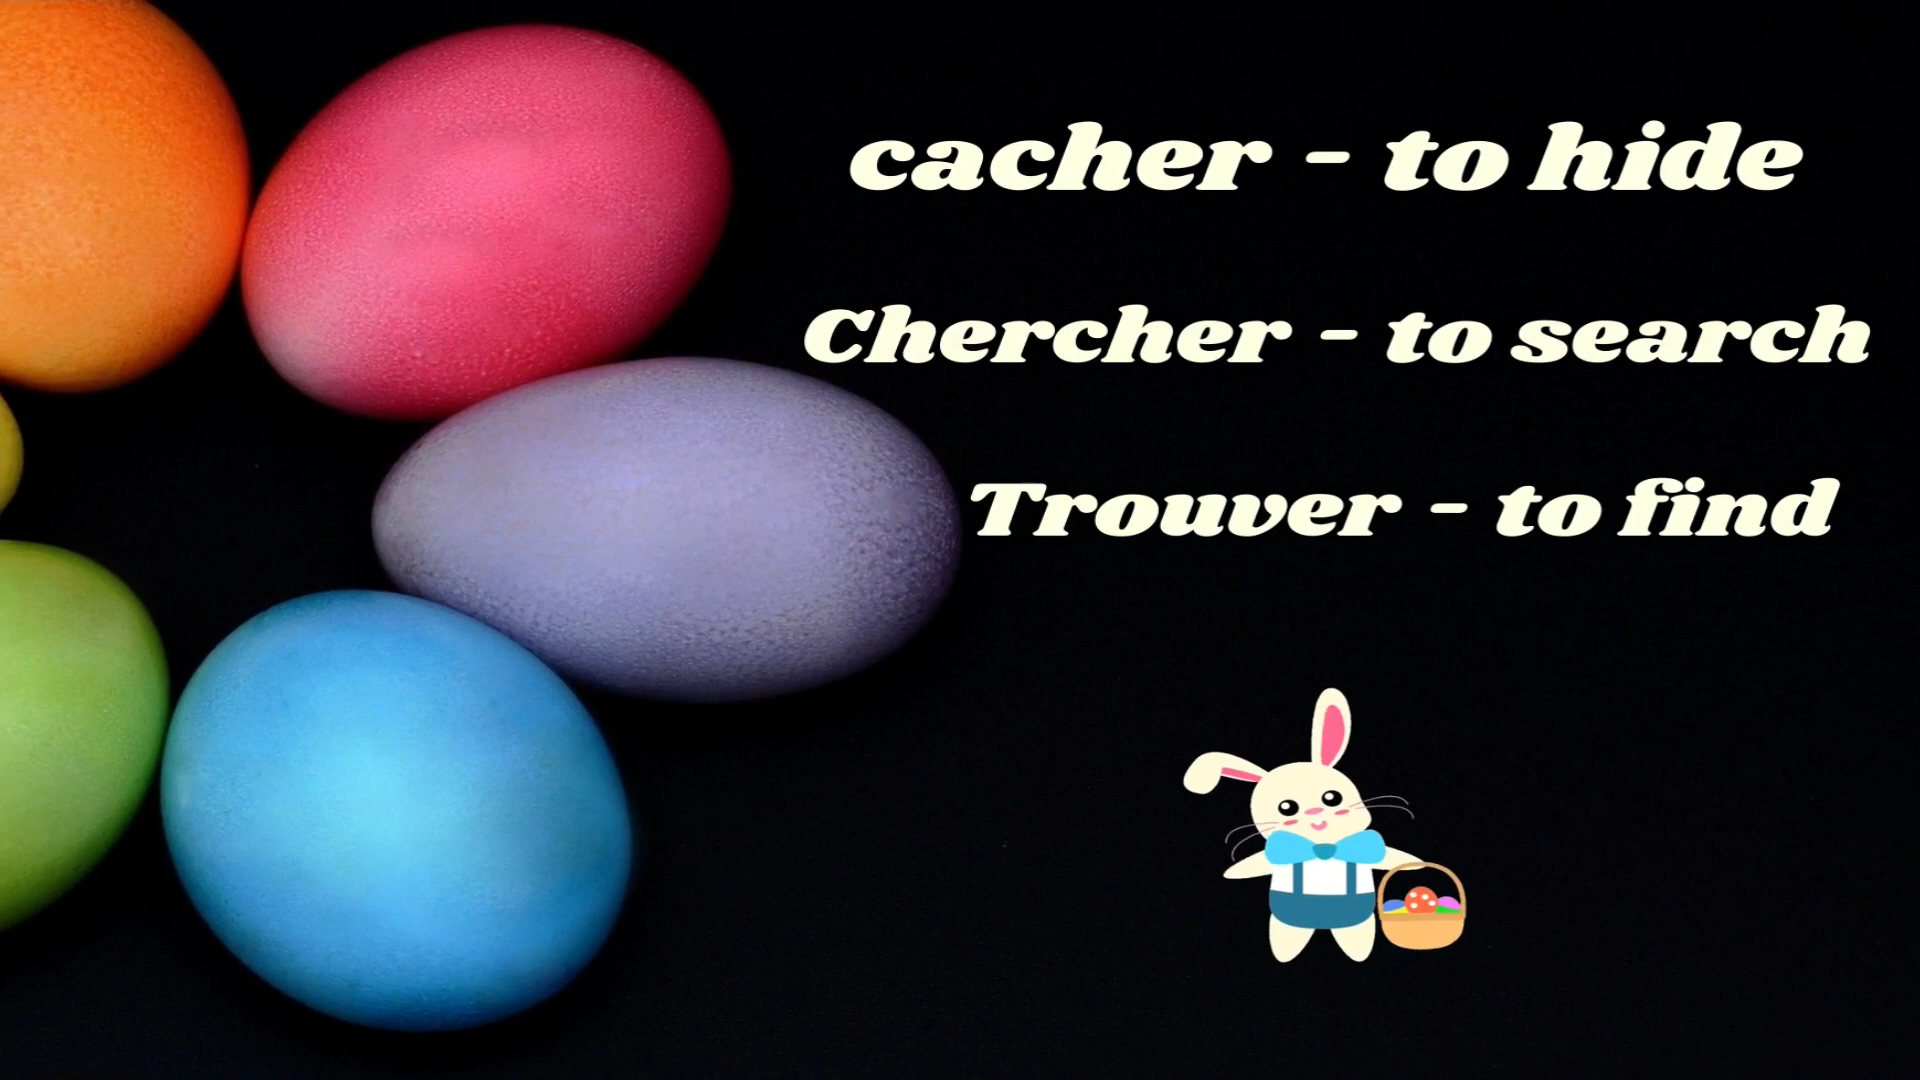 cacher - to hide
Chercher - to search
Trouver - to find